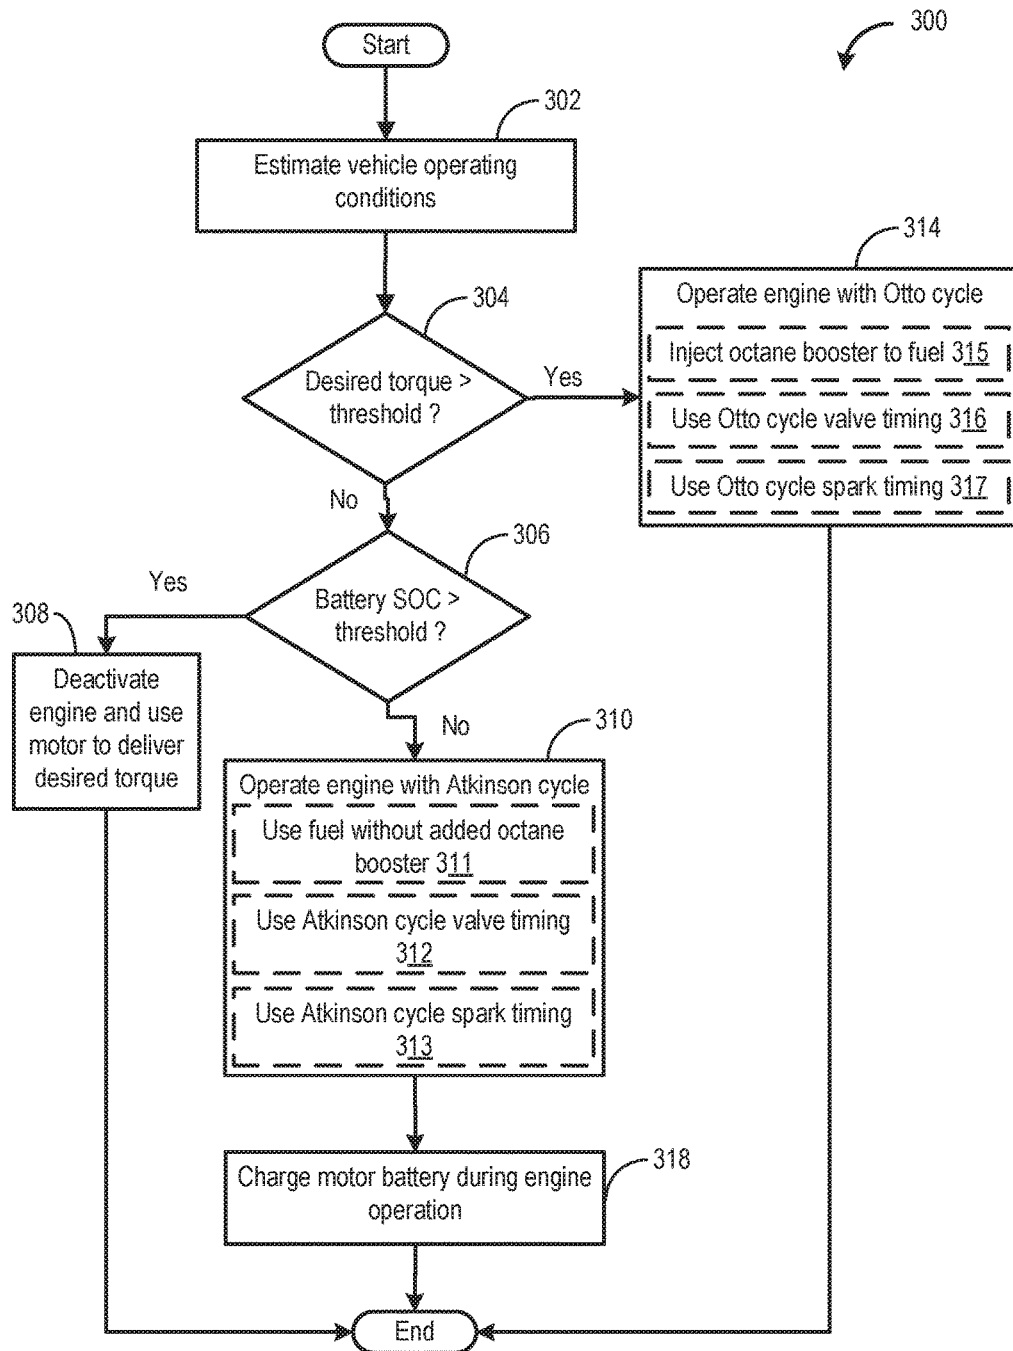 300
Start
302
Estimate vehicle operating
conditions
304
Desired torque >
threshold ?
Yes
No
314
Operate engine with Otto cycle
Inject octane booster to fuel 315
Use Otto cycle valve timing 316
Use Otto cycle spark timing 317
306
Battery SOC >
threshold ?
Yes
No
308
Deactivate
engine and use
motor to deliver
desired torque
310
Operate engine with Atkinson cycle
Use fuel without added octane
booster 311
Use Atkinson cycle valve timing
312
Use Atkinson cycle spark timing
313
318
Charge motor battery during engine
operation
End